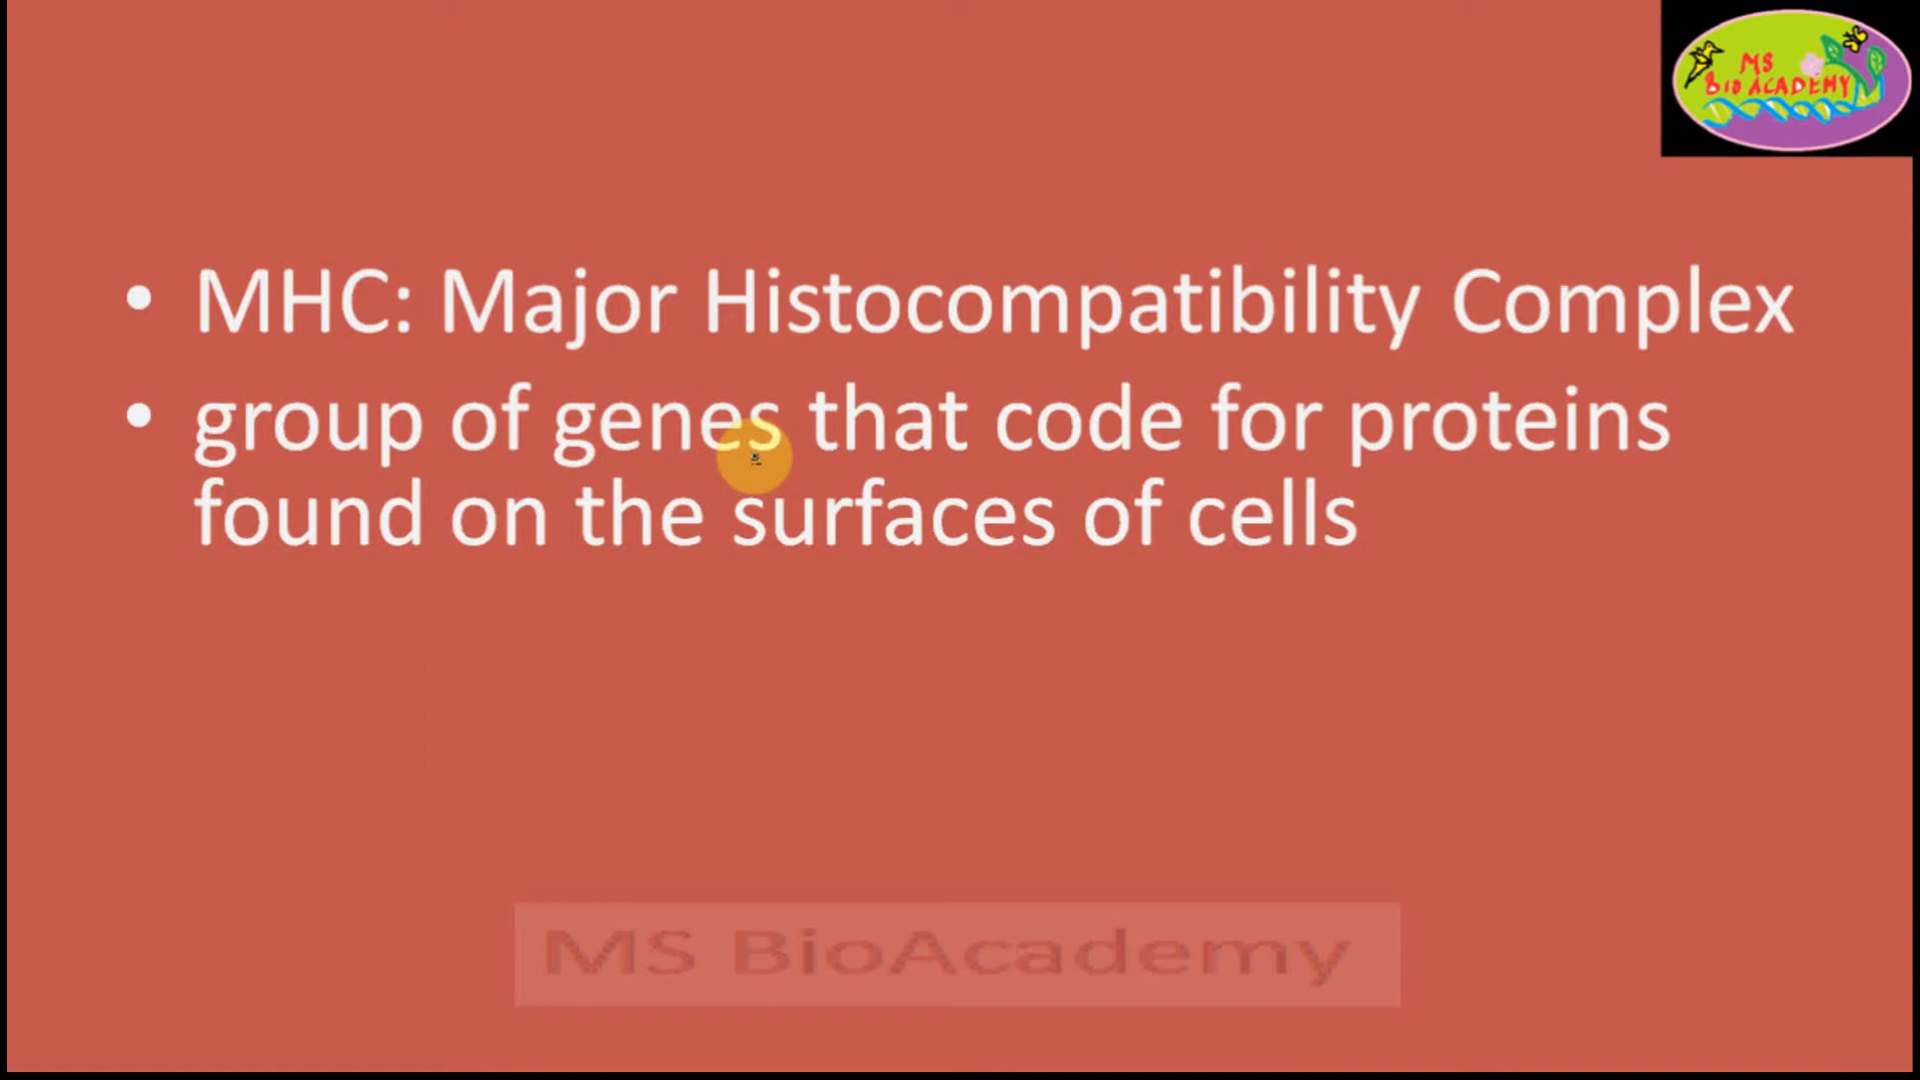 MS
BIO ACADEMY
• MHC: Major Histocompatibility Complex
• group of genes that code for proteins
found on the surfaces of cells
MS BioAcademy